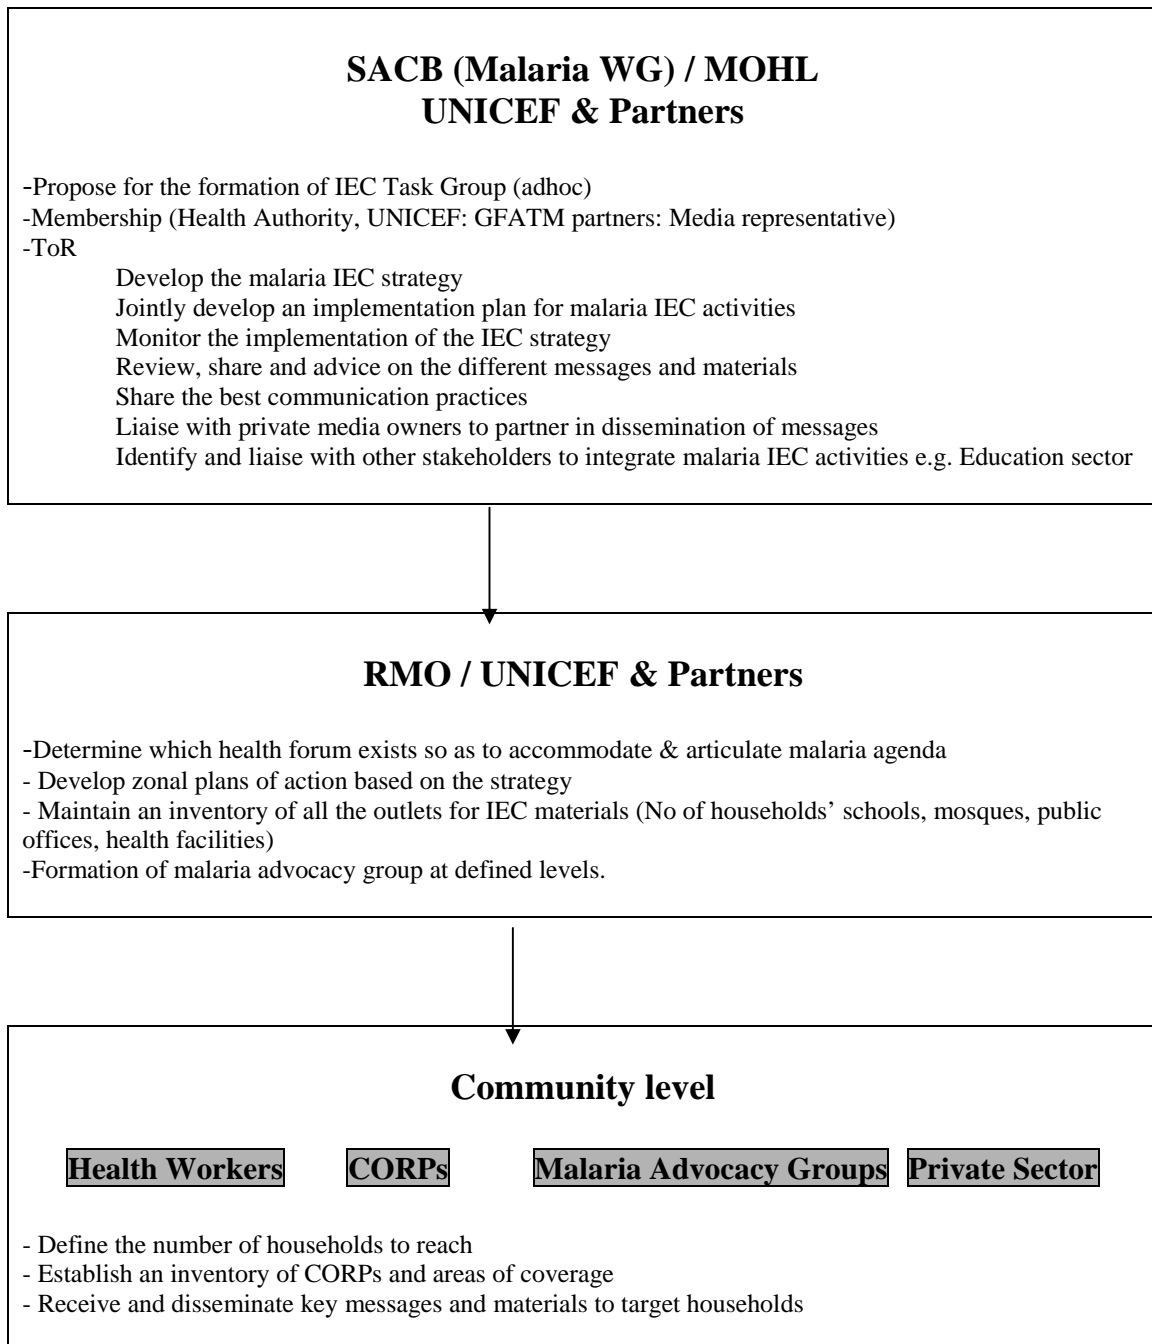 SACB (Malaria WG) / MOHL
UNICEF & Partners
-Propose for the formation of IEC Task Group (adhoc)
-Membership (Health Authority, UNICEF: GFATM partners: Media representative)
-ToR
Develop the malaria IEC strategy
Jointly develop an implementation plan for malaria IEC activities
Monitor the implementation of the IEC strategy
Review, share and advice on the different messages and materials
Share the best communication practices
Liaise with private media owners to partner in dissemination of messages
Identify and liaise with other stakeholders to integrate malaria IEC activities e.g. Education sector
RMO / UNICEF & Partners
-Determine which health forum exists so as to accommodate & articulate malaria agenda
- Develop zonal plans of action based on the strategy
- Maintain an inventory of all the outlets for IEC materials (No of households’ schools, mosques, public
offices, health facilities)
-Formation of malaria advocacy group at defined levels.
Community level
Health Workers CORPs Malaria Advocacy Groups Private Sector
- Define the number of households to reach
- Establish an inventory of CORPs and areas of coverage
- Receive and disseminate key messages and materials to target households